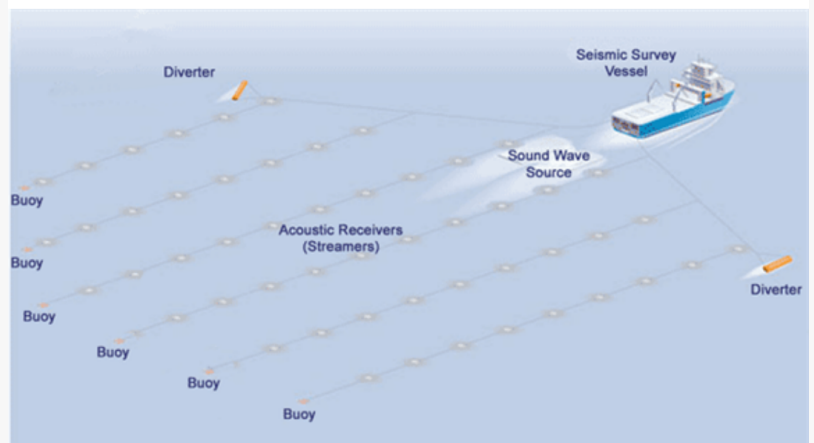 Seismic Survey
Vessel
Diverter
Sound Wave
Source
Buoy
Acoustic Receivers
(Streamers)
Buoy
Diverter
Buoy
Buoy
Buoy
Buoy